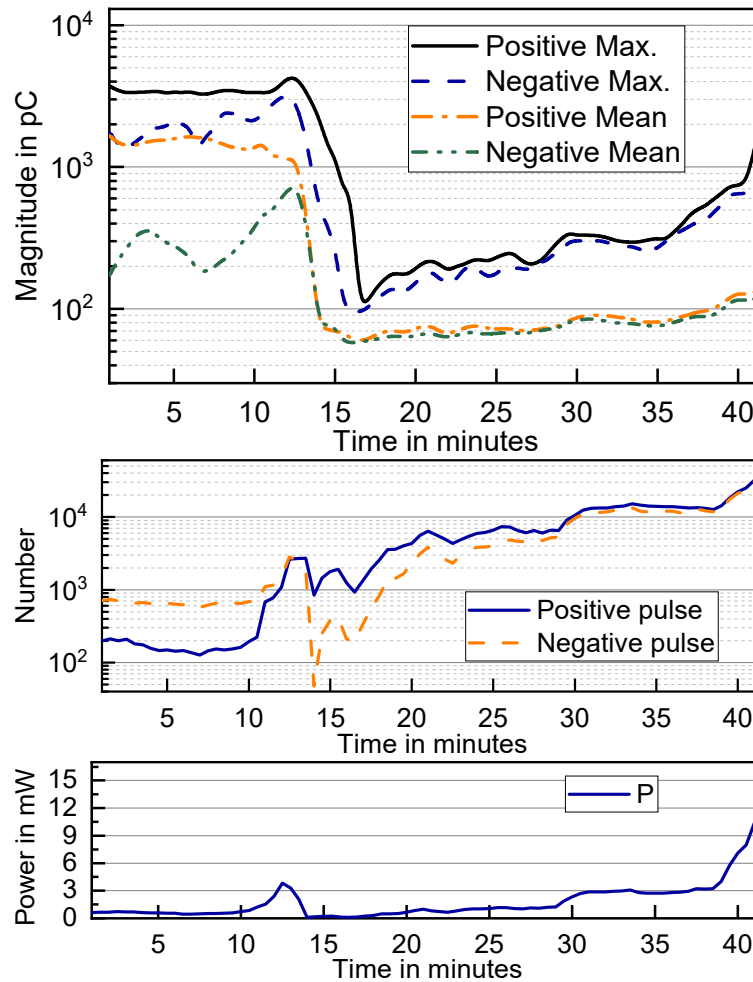 10⁴
Positive Max.
Negative Max.
Positive Mean
Negative Mean
10³
10²
Magnitude in pC
5 10 15 20 25 30 35 40
Time in minutes
10⁴
10³
10²
Number
Positive pulse
Negative pulse
5 10 15 20 25 30 35 40
Time in minutes
15
12
9
6
3
0
Power in mW
P
5 10 15 20 25 30 35 40
Time in minutes